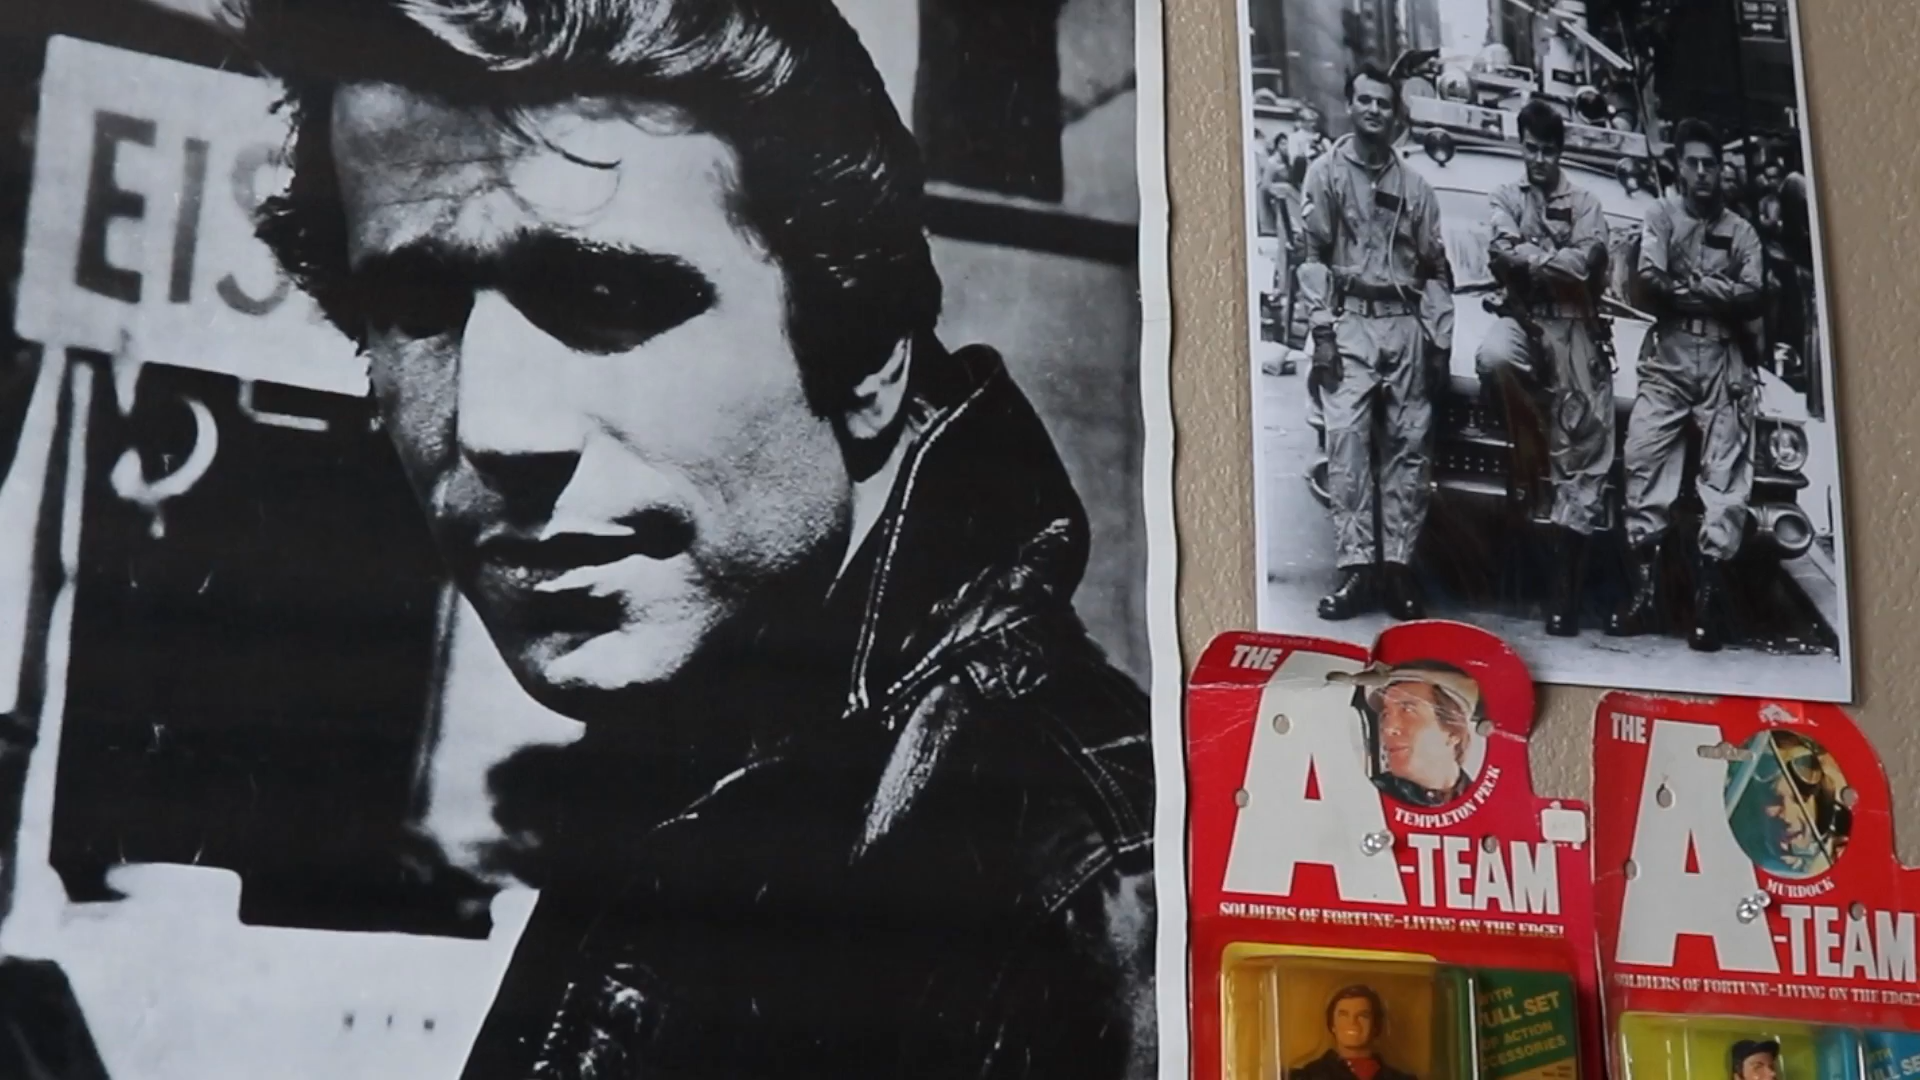 EIS
THE
A-TEAM
TEMPLETON PECK
SOLDIERS OF FORTUNE-LIVING ON THE EDGE!
WITH
FULL SET
OF ACTION
ACCESSORIES
THE
A-TEAM
MURDOCK
SOLDIERS OF FORTUNE-LIVING ON THE EDGE!